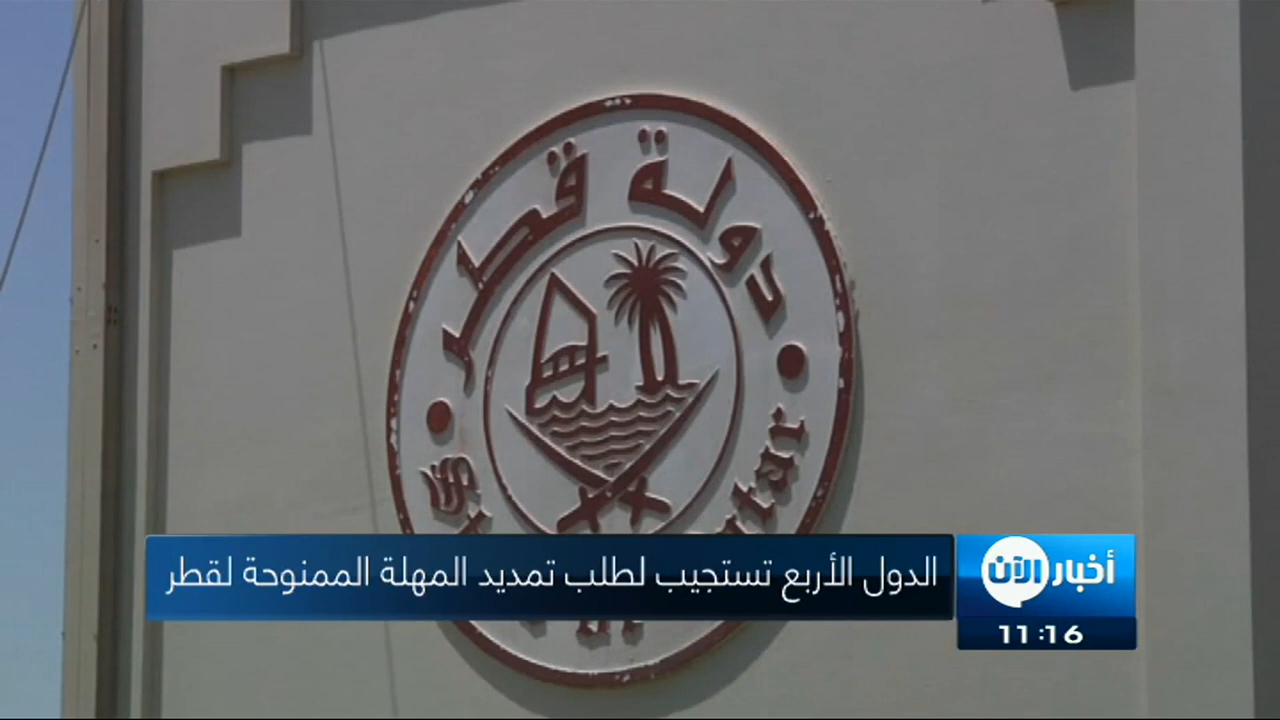 دولة قطر
الدول الأربع تستجيب لطلب تمديد المهلة الممنوحة لقطر
أخبار الآن
11:16